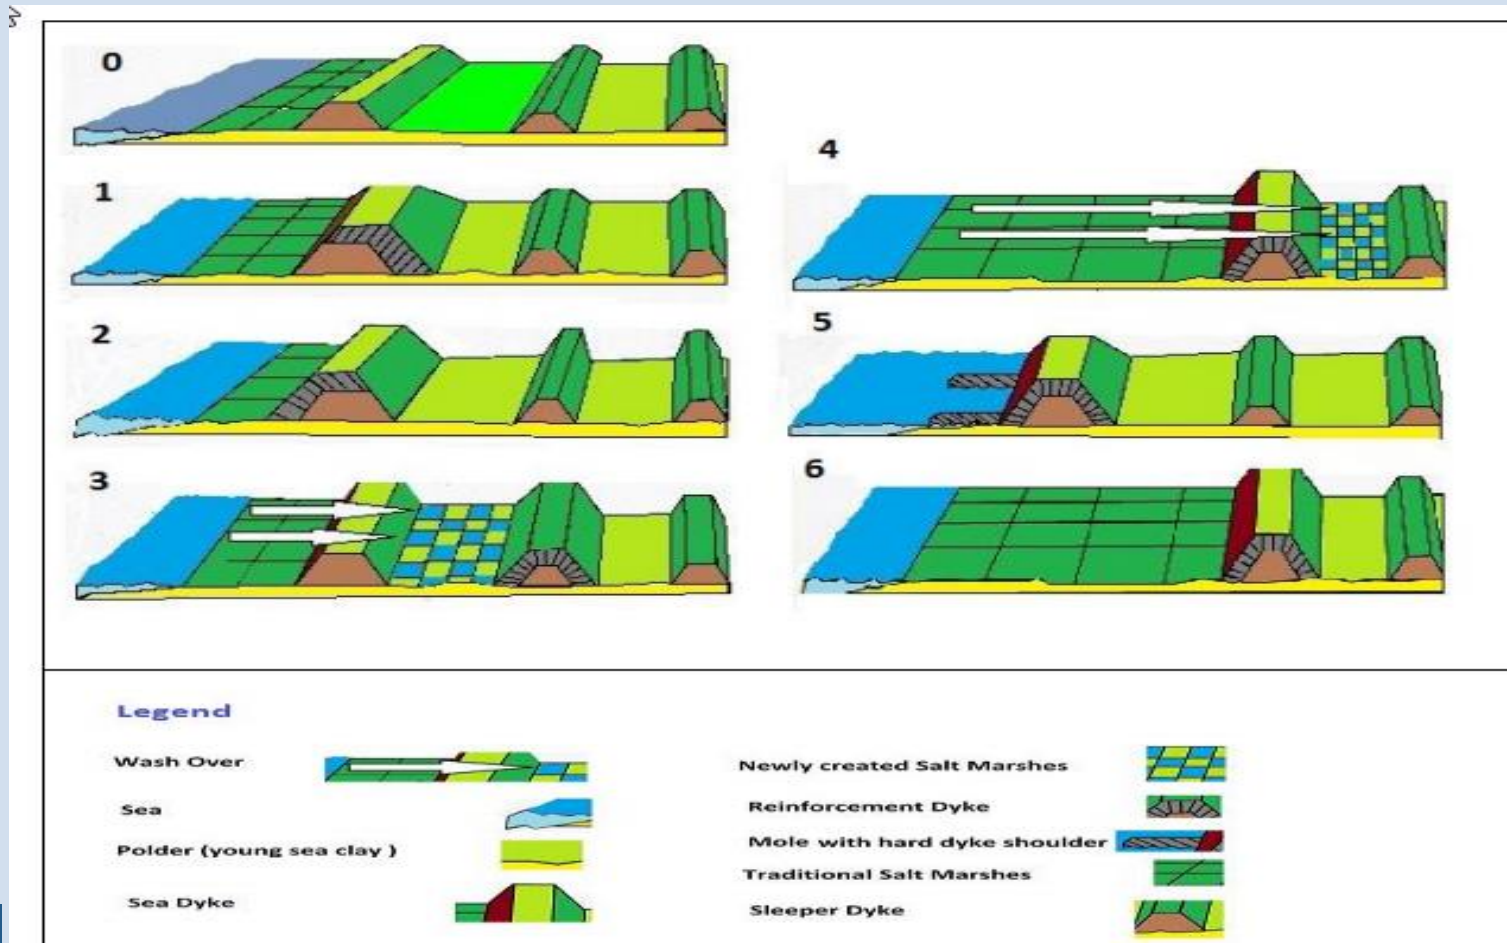 0
1
2
3
4
5
6
Legend
Wash Over
Sea
Polder (young sea clay )
Sea Dyke
Newly created Salt Marshes
Reinforcement Dyke
Mole with hard dyke shoulder
Traditional Salt Marshes
Sleeper Dyke